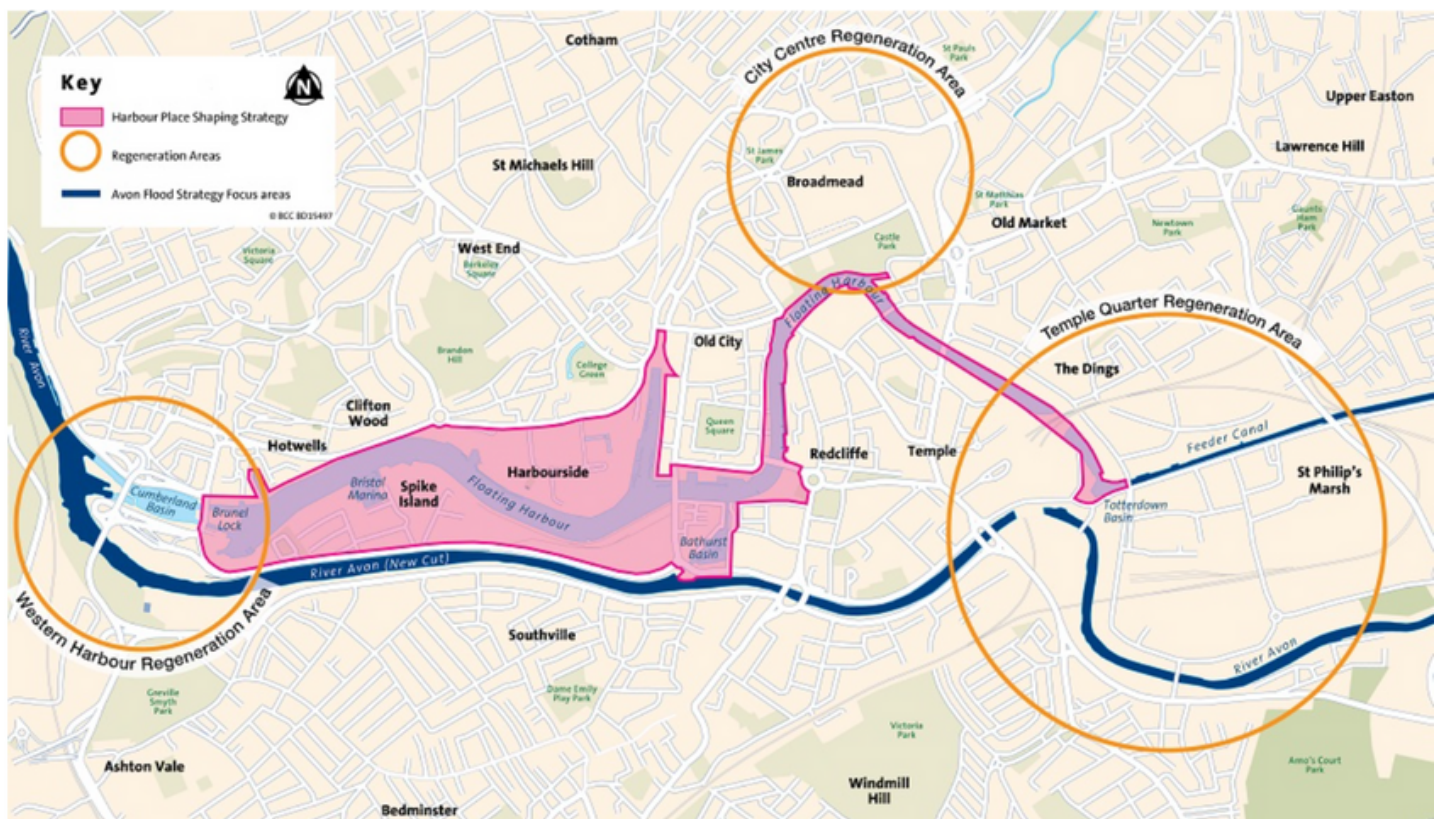 Key
N
Harbour Place Shaping Strategy
Regeneration Areas
Avon Flood Strategy Focus areas
© BCC BD15497
Cotham
City Centre Regeneration Area
St Pauls
Park
Upper Easton
Lawrence Hill
St Michaels Hill
St James
Park
Broadmead
St Matthias
Park
Old Market
Newtown
Park
Gaunts
Ham
Park
Victoria
Square
West End
Berkeley
Square
Castle
Park
Floating Harbour
Temple Quarter Regeneration Area
River Avon
Brandon
Hill
College
Green
Old City
The Dings
Clifton
Wood
Queen
Square
Hotwells
Harbourside
Redcliffe
Temple
Feeder Canal
St Philip's
Marsh
Cumberland
Basin
Brunel
Lock
Bristol
Marina
Spike
Island
Floating Harbour
Totterdown
Basin
Bathurst
Basin
River Avon (New Cut)
Western Harbour Regeneration Area
Southville
River Avon
Greville
Smyth
Park
Dame Emily
Play Park
Victoria
Park
Ashton Vale
Windmill
Hill
Arno's Court
Park
Bedminster